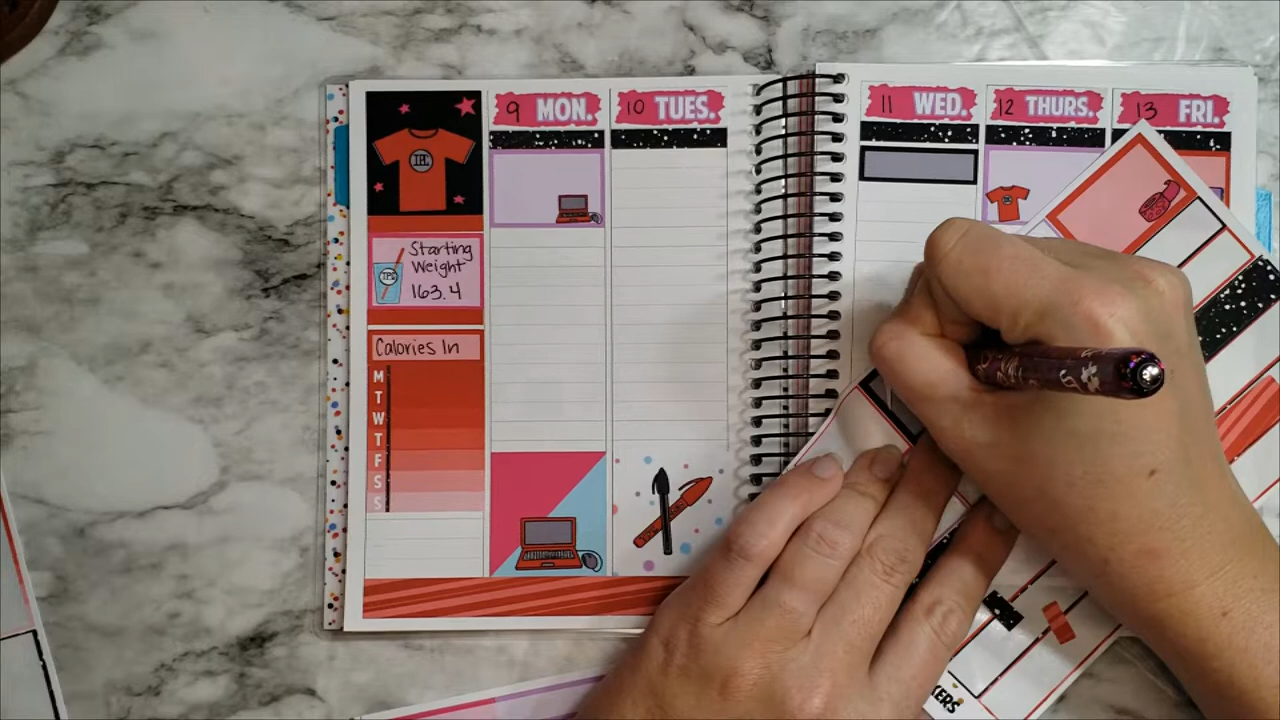 9 MON.
10 TUES.
11 WED.
12 THURS.
13 FRI.
Starting
Weight
163.4
Calories In
M
T
W
T
F
S
S